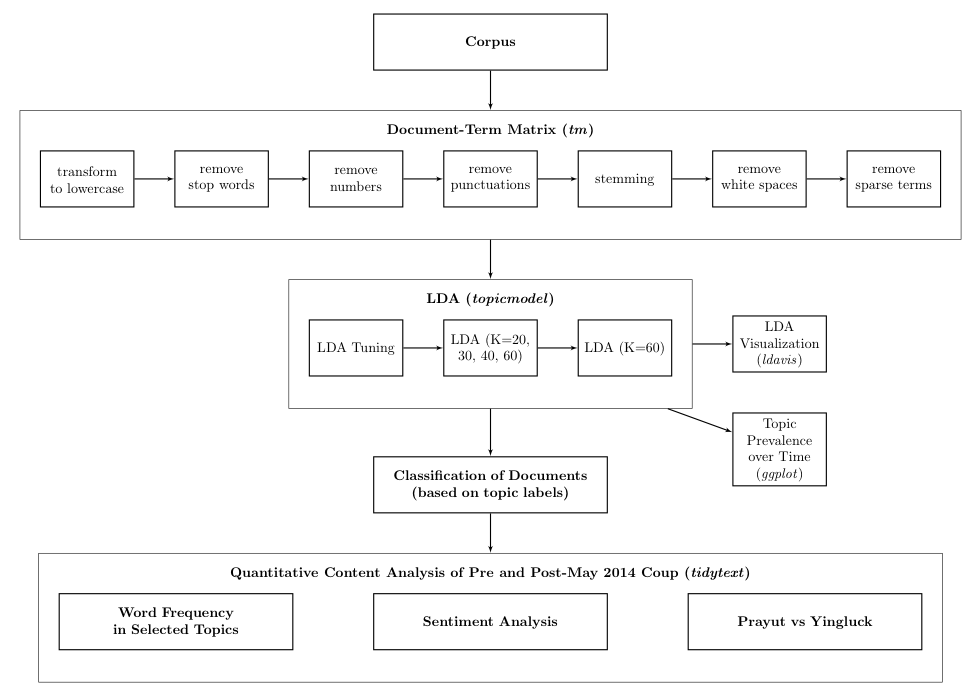 Corpus
Document-Term Matrix (tm)
transform
to lowercase
remove
stop words
remove
numbers
remove
punctuations
stemming
remove
white spaces
remove
sparse terms
LDA (topicmodel)
LDA Tuning
LDA (K=20,
30, 40, 60)
LDA (K=60)
LDA
Visualization
(ldavis)
Topic
Prevalence
over Time
(ggplot)
Classification of Documents
(based on topic labels)
Quantitative Content Analysis of Pre and Post-May 2014 Coup (tidytext)
Word Frequency
in Selected Topics
Sentiment Analysis
Prayut vs Yingluck